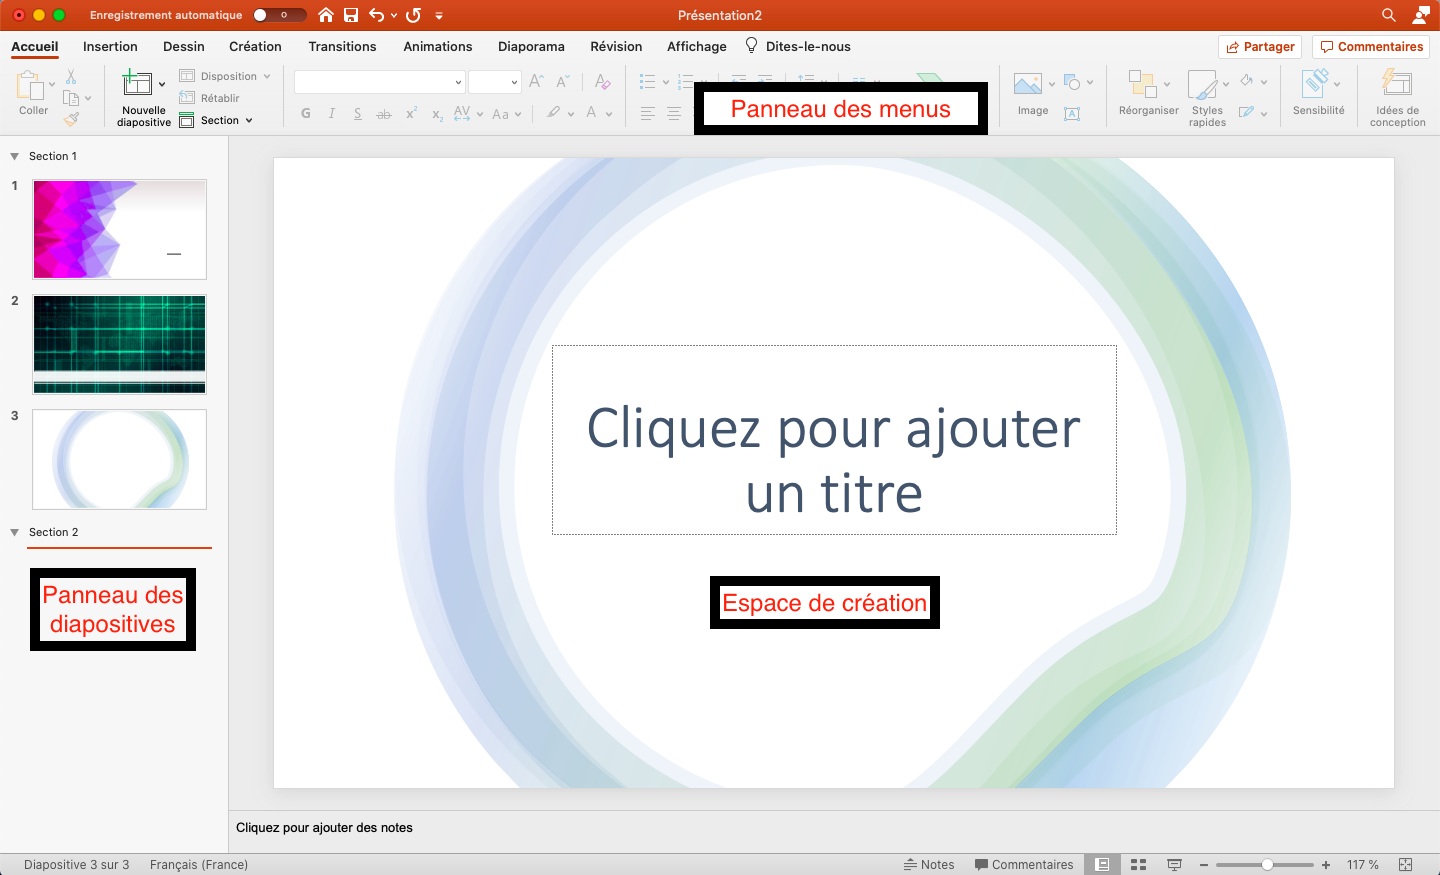 Enregistrement automatique
Présentation2
Accueil Insertion Dessin Création Transitions Animations Diaporama Révision Affichage Dites-le-nous Partager Commentaires
Coller
Nouvelle
diapositive
Disposition
Rétablir
Section
G I S ab x² x₂ AV Aa A
Panneau des menus
Image
Réorganiser
Styles
rapides
Sensibilité
Idées de
conception
Section 1
1
2
3
Section 2
Panneau des
diapositives
Cliquez pour ajouter
un titre
Espace de création
Cliquez pour ajouter des notes
Diapositive 3 sur 3 Français (France) Notes Commentaires 117 %